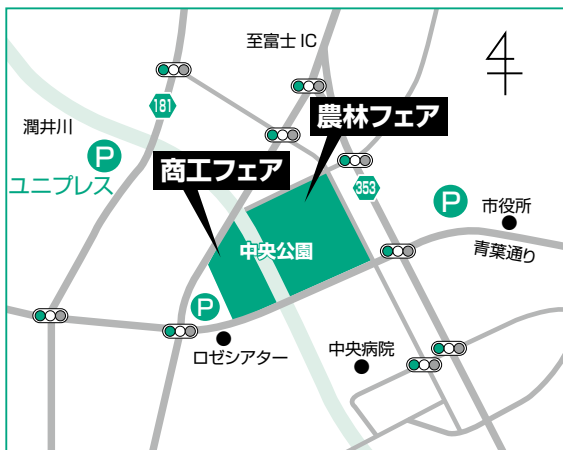 至富士IC
181
農林フェア
潤井川
P
ユニプレス
商工フェア
353
P
市役所
中央公園
青葉通り
P
ロゼシアター
中央病院